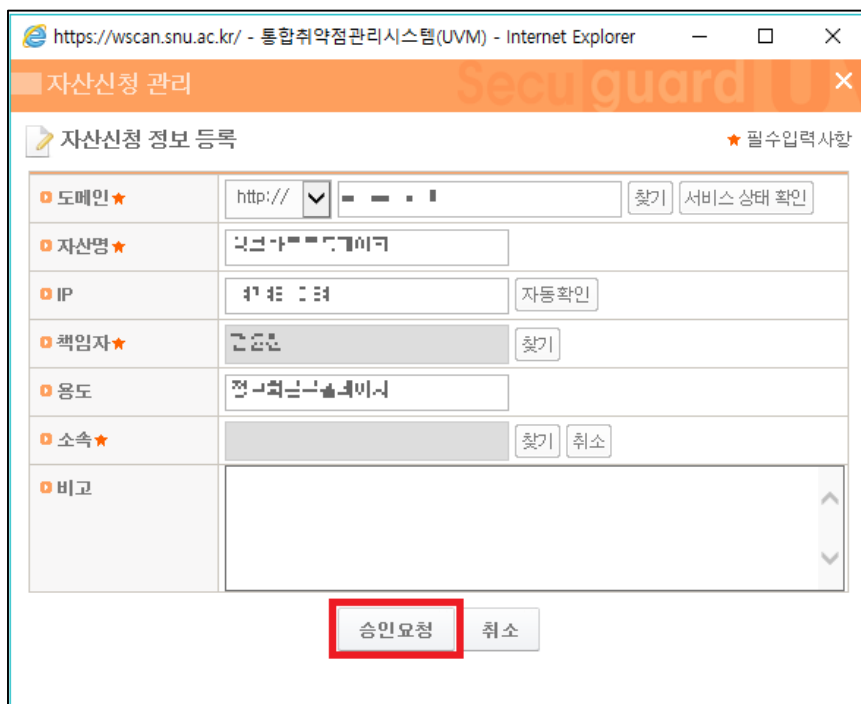 https://wscan.snu.ac.kr/ - 통합취약점관리시스템(UVM) - Internet Explorer
자산신청 관리
Secu guard U
자산신청 정보 등록
★ 필수입력사항
도메인★ http:// 찾기 서비스 상태 확인
자산명★
IP 자동확인
책임자★ 찾기
용도
소속★ 찾기 취소
비고
승인요청 취소